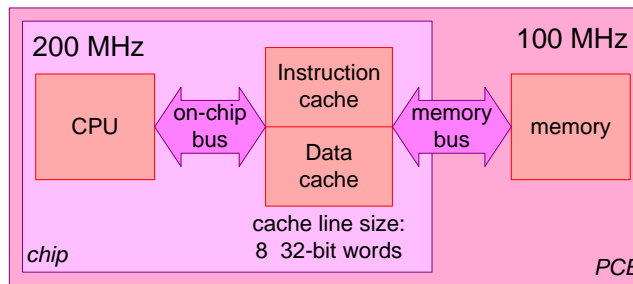 200 MHz
100 MHz
CPU
on-chip
bus
Instruction
cache
Data
cache
memory
bus
memory
cache line size:
8 32-bit words
chip
PCB